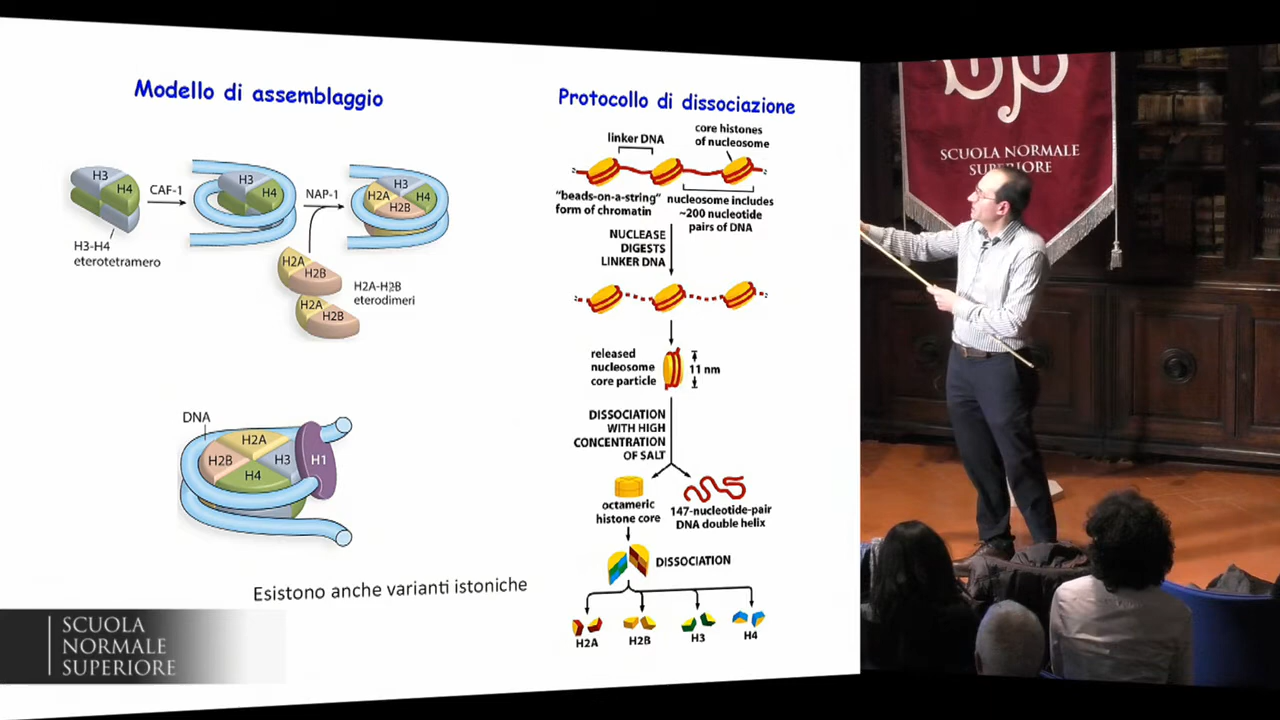 Modello di assemblaggio
H3
H4
CAF-1
H3
H4
NAP-1
H3
H2A
H4
H2B
H3-H4
eterotetramero
H2A
H2B
H2A
H2B
H2A-H2B
eterodimeri
DNA
H2A
H2B
H3
H4
H1
Esistono anche varianti istoniche
Protocollo di dissociazione
linker DNA
core histones
of nucleosome
"beads-on-a-string"
form of chromatin
nucleosome includes
~200 nucleotide
pairs of DNA
NUCLEASE
DIGESTS
LINKER DNA
released
nucleosome
core particle
11 nm
DISSOCIATION
WITH HIGH
CONCENTRATION
OF SALT
octameric
histone core
147-nucleotide-pair
DNA double helix
DISSOCIATION
H2A
H2B
H3
H4
SCUOLA
NORMALE
SUPERIORE
SCUOLA NORMALE
SUPERIORE